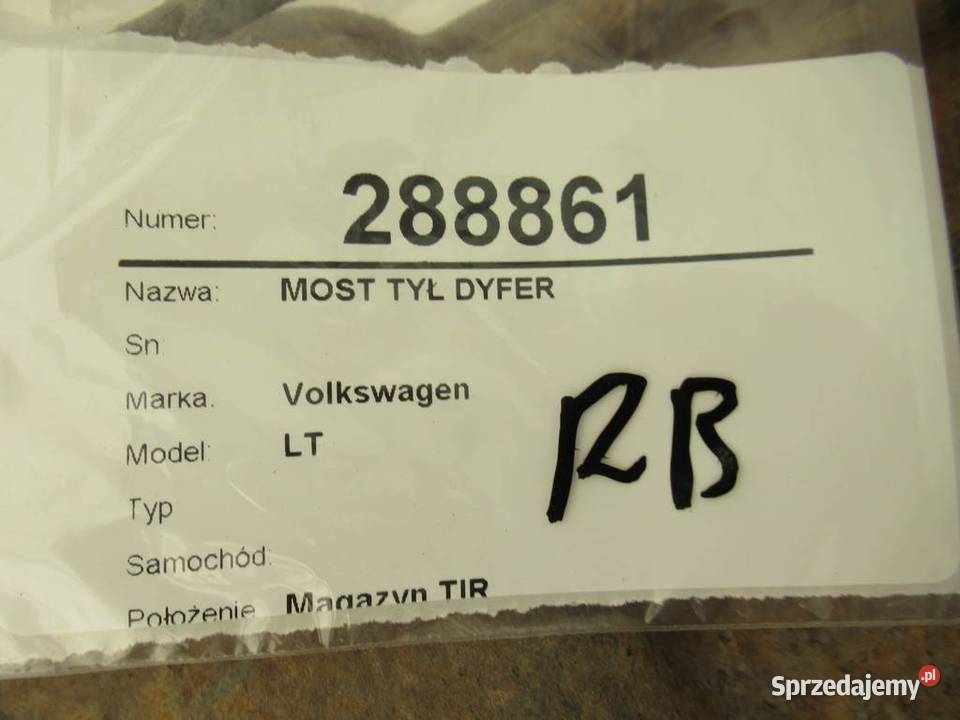 Numer: 288861
Nazwa: MOST TYŁ DYFER
Sn
Marka. Volkswagen
Model: LT
RB
Typ
Samochód:
Położenie Magazyn TIR
Sprzedajemy.pl